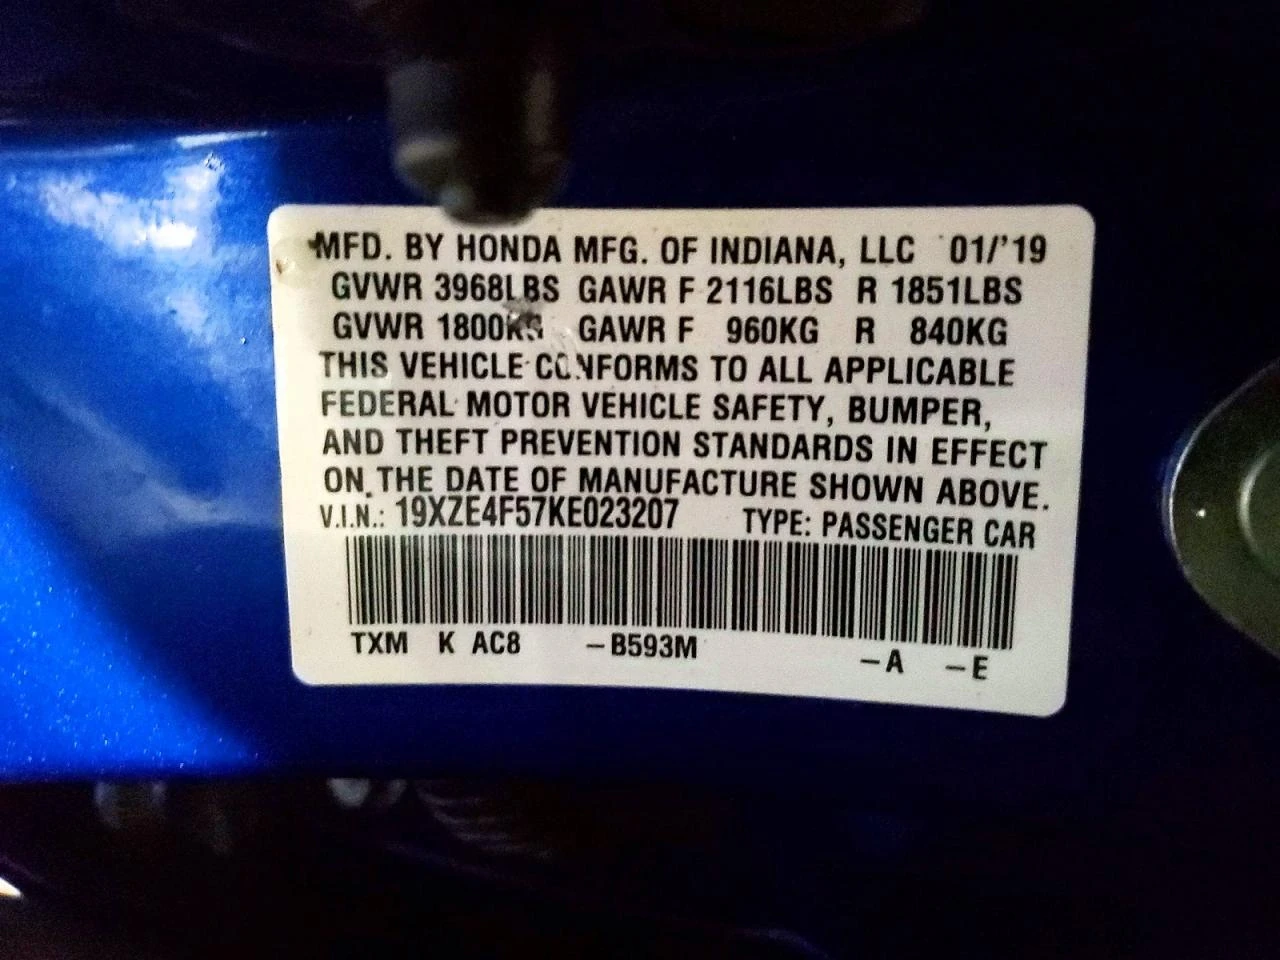 MFD. BY HONDA MFG. OF INDIANA, LLC 01/'19
GVWR 3968LBS GAWR F 2116LBS R 1851LBS
GVWR 1800KG GAWR F 960KG R 840KG
THIS VEHICLE CONFORMS TO ALL APPLICABLE
FEDERAL MOTOR VEHICLE SAFETY, BUMPER,
AND THEFT PREVENTION STANDARDS IN EFFECT
ON THE DATE OF MANUFACTURE SHOWN ABOVE.
V.I.N.: 19XZE4F57KE023207 TYPE: PASSENGER CAR
TXM K AC8 -B593M -A -E